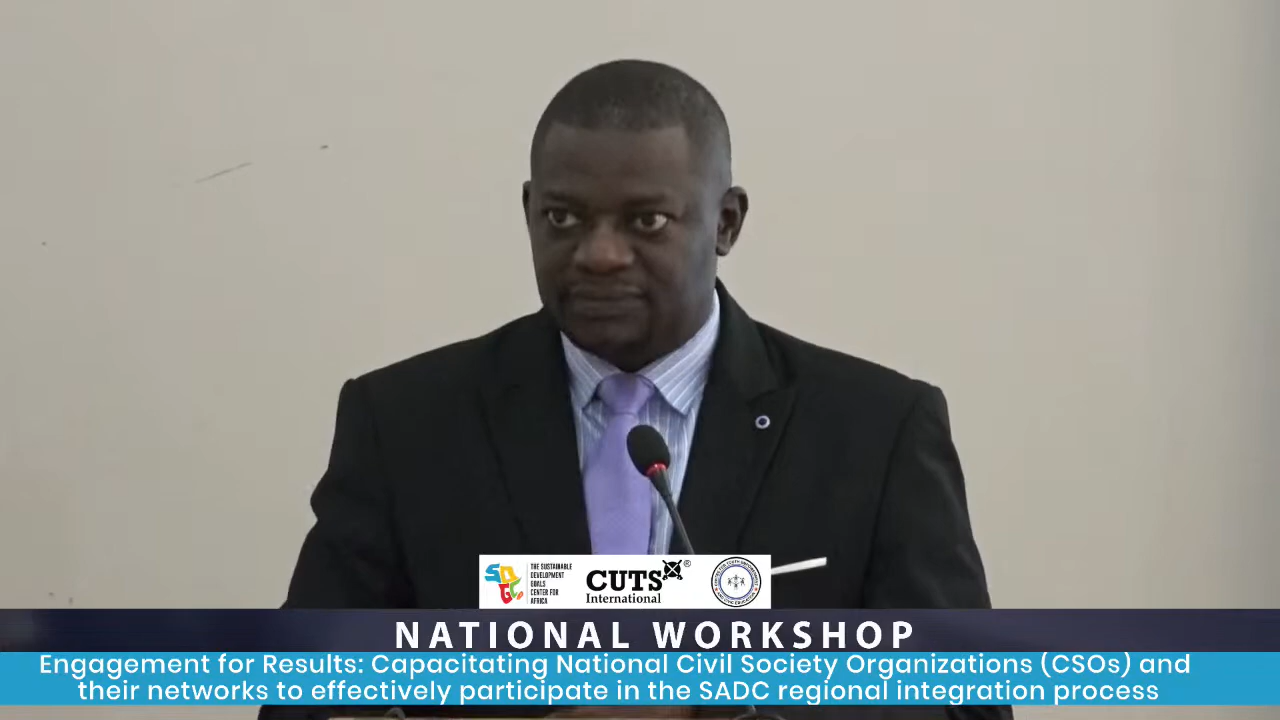 THE SUSTAINABLE
DEVELOPMENT
GOALS
CENTER FOR
AFRICA
CUTS®
International
NATIONAL WORKSHOP
Engagement for Results: Capacitating National Civil Society Organizations (CSOs) and
their networks to effectively participate in the SADC regional integration process